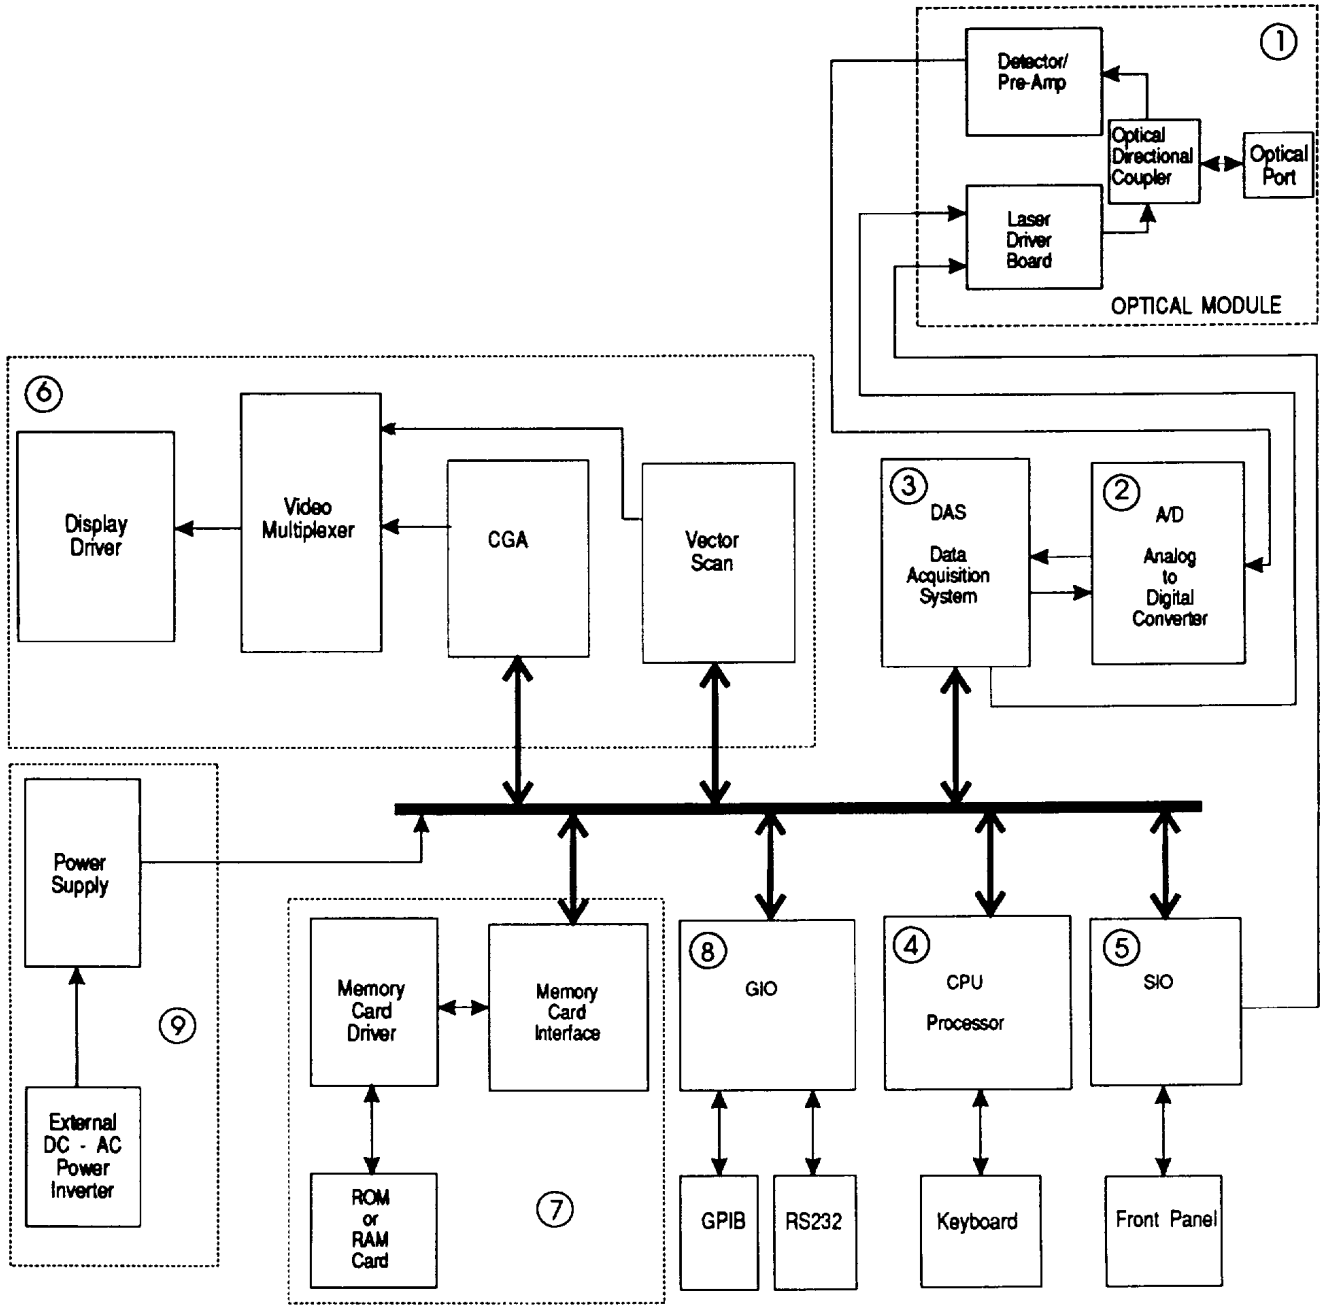 1
Detector/
Pre-Amp
Optical
Directional
Coupler
Optical
Port
Laser
Driver
Board
OPTICAL MODULE
6
Display
Driver
Video
Multiplexer
CGA
Vector
Scan
3
DAS
Data
Acquisition
System
2
A/D
Analog
to
Digital
Converter
Power
Supply
9
External
DC - AC
Power
Inverter
Memory
Card
Driver
Memory
Card
Interface
ROM
or
RAM
Card
7
8
GIO
GPIB
RS232
4
CPU
Processor
Keyboard
5
SIO
Front Panel